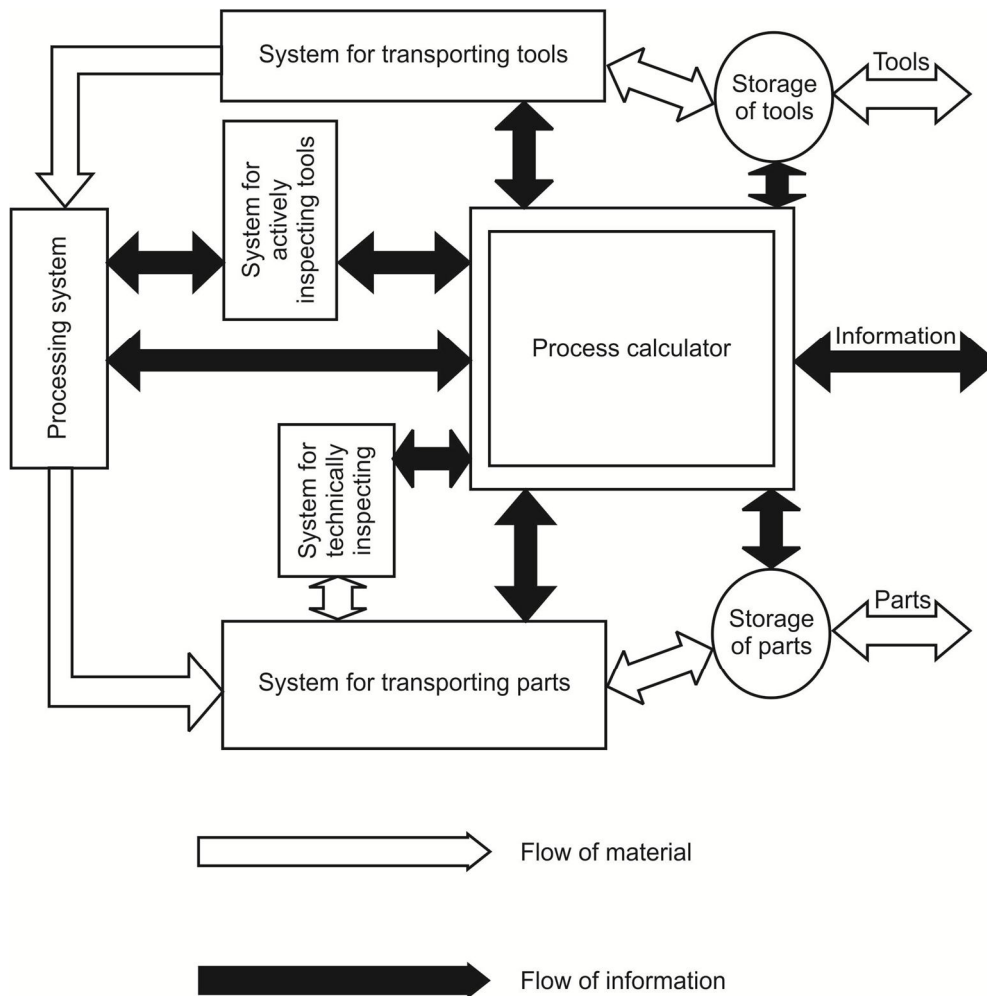 System for transporting tools
Storage
of tools
Tools
System for
actively
inspecting tools
Processing system
Process calculator
Information
System for
technically
inspecting
Storage
of parts
Parts
System for transporting parts
Flow of material
Flow of information